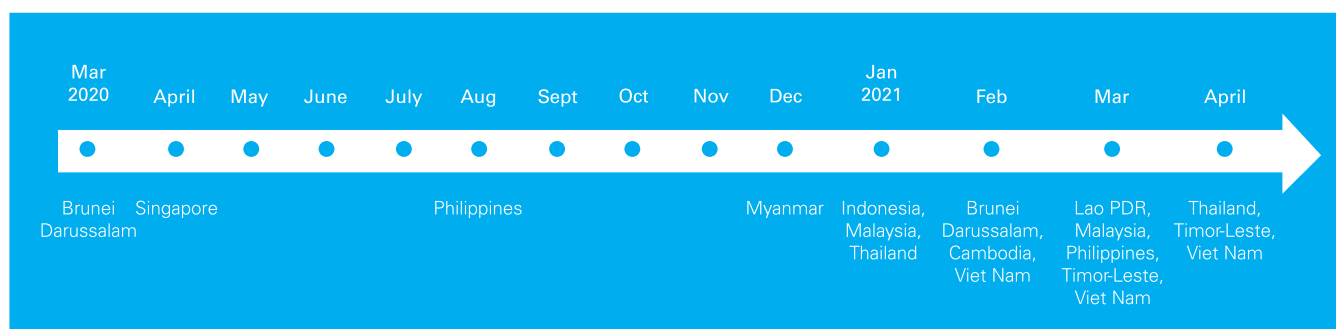 Mar
2020
April
May
June
July
Aug
Sept
Oct
Nov
Dec
Jan
2021
Feb
Mar
April
Brunei
Darussalam
Singapore
Philippines
Myanmar
Indonesia,
Malaysia,
Thailand
Brunei
Darussalam,
Cambodia,
Viet Nam
Lao PDR,
Malaysia,
Philippines,
Timor-Leste,
Viet Nam
Thailand,
Timor-Leste,
Viet Nam